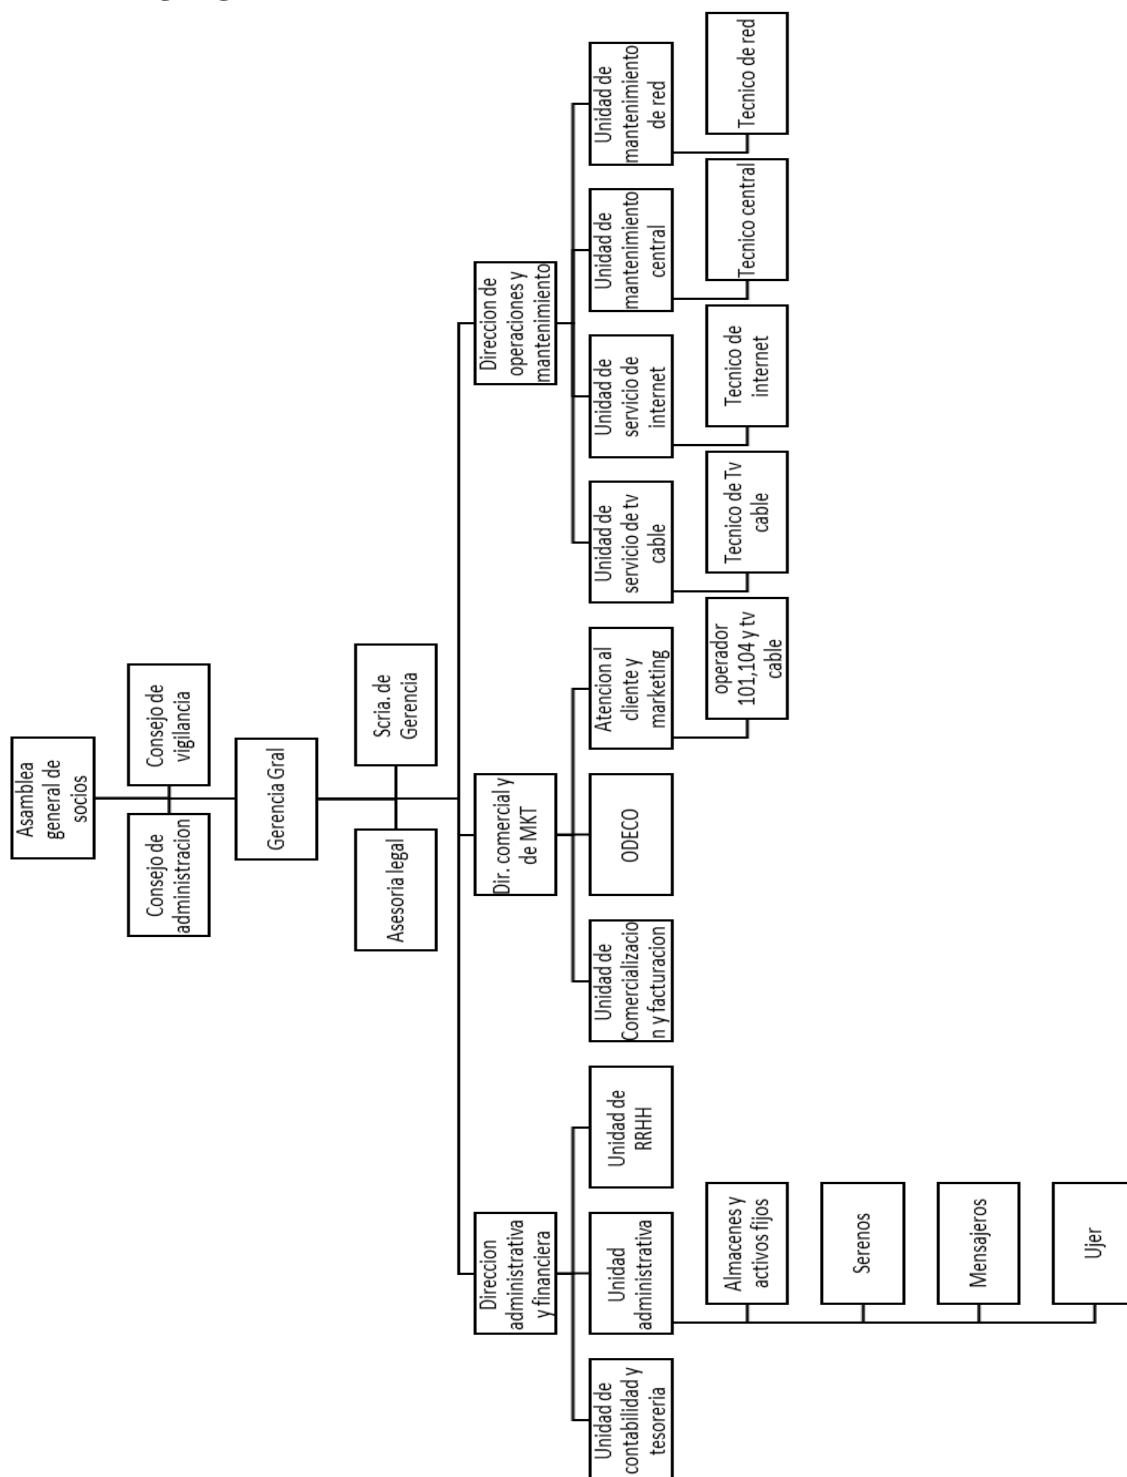 Asamblea
general de
socios
Consejo de
administracion
Consejo de
vigilancia
Gerencia Gral
Asesoria legal
Scria. de
Gerencia
Direccion
administrativa
y financiera
Dir. comercial y
de MKT
Direccion de
operaciones y
mantenimiento
Unidad de
contabilidad y
tesoreria
Unidad
administrativa
Unidad de
RRHH
Unidad de
Comercializacio
n y facturacion
ODECO
Atencion al
cliente y
marketing
Unidad de
servicio de tv
cable
Unidad de
servicio de
internet
Unidad de
mantenimiento
central
Unidad de
mantenimiento
de red
Almacenes y
activos fijos
Serenos
Mensajeros
Ujer
operador
101,104 y tv
cable
Tecnico de Tv
cable
Tecnico de
internet
Tecnico central
Tecnico de red